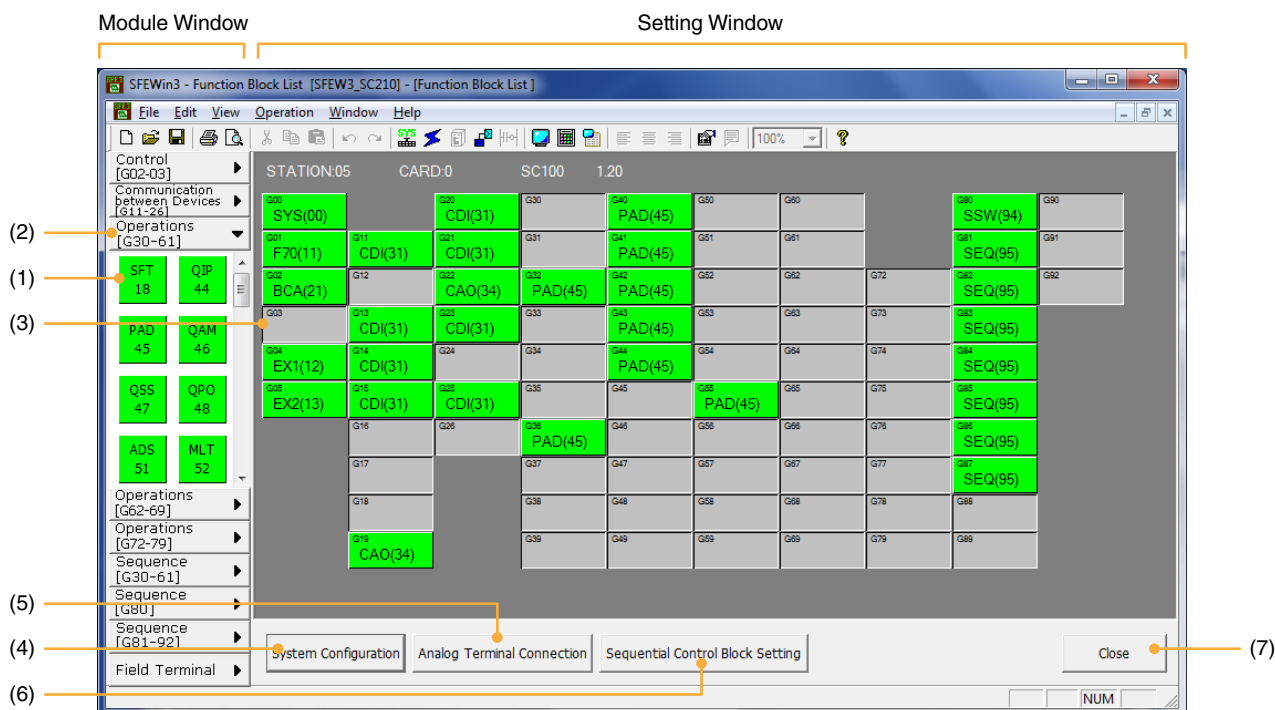 Module Window
Setting Window
SFEWin3 - Function Block List [SFEW3_SC210] - [Function Block List ]
File Edit View Operation Window Help
SYS
100%
Control
[G02-03]
Communication
between Devices
[G11-26]
Operations
[G30-61]
SFT
18
QIP
44
PAD
45
QAM
46
QSS
47
QPO
48
ADS
51
MLT
52
Operations
[G62-69]
Operations
[G72-79]
Sequence
[G30-61]
Sequence
[G80]
Sequence
[G81-92]
Field Terminal
STATION:05 CARD:0 SC100 1.20
G00 G20 G30 G40 G50 G60 G80 G90
SYS(00) CDI(31) PAD(45) SSW(94)
G01 G11 G21 G31 G41 G51 G61 G81 G91
F70(11) CDI(31) CDI(31) PAD(45) SEQ(95)
G02 G12 G22 G32 G42 G52 G62 G72 G82 G92
BCA(21) CAO(34) PAD(45) PAD(45) SEQ(95)
G03 G13 G23 G33 G43 G53 G63 G73 G83
CDI(31) CDI(31) PAD(45) SEQ(95)
G04 G14 G24 G34 G44 G54 G64 G74 G84
EX1(12) CDI(31) PAD(45) SEQ(95)
G05 G15 G25 G35 G45 G55 G65 G75 G85
EX2(13) CDI(31) CDI(31) PAD(45) SEQ(95)
G16 G26 G36 G46 G56 G66 G76 G86
PAD(45) SEQ(95)
G17 G37 G47 G57 G67 G77 G87
SEQ(95)
G18 G38 G48 G58 G68 G78 G88
G19 G39 G49 G59 G69 G79 G89
CAO(34)
System Configuration
Analog Terminal Connection
Sequential Control Block Setting
Close
NUM
(2)
(1)
(3)
(5)
(4)
(6)
(7)